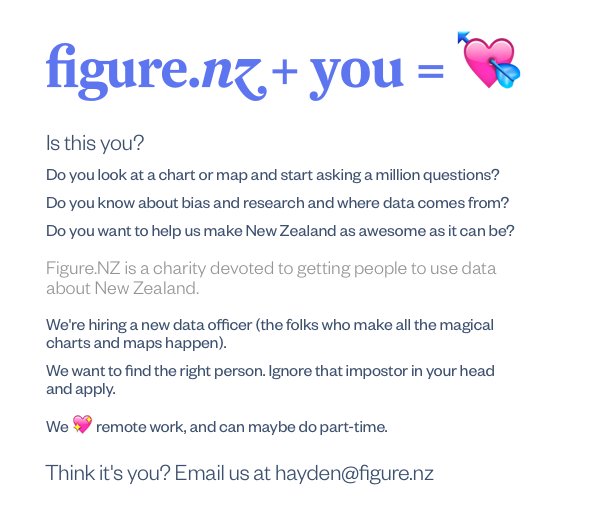 figure.nz + you = 💘
Is this you?
Do you look at a chart or map and start asking a million questions?
Do you know about bias and research and where data comes from?
Do you want to help us make New Zealand as awesome as it can be?
Figure.NZ is a charity devoted to getting people to use data
about New Zealand.
We're hiring a new data officer (the folks who make all the magical
charts and maps happen).
We want to find the right person. Ignore that impostor in your head
and apply.
We 💖 remote work, and can maybe do part-time.
Think it's you? Email us at hayden@figure.nz